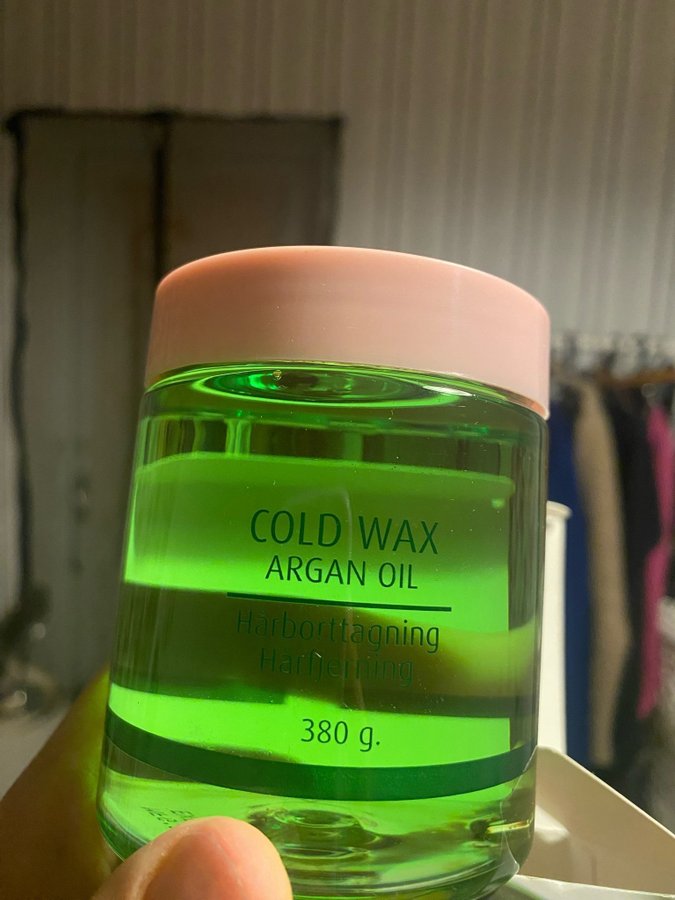 COLD WAX
ARGAN OIL
Hårborttagning
Hårfjerning
380 g.